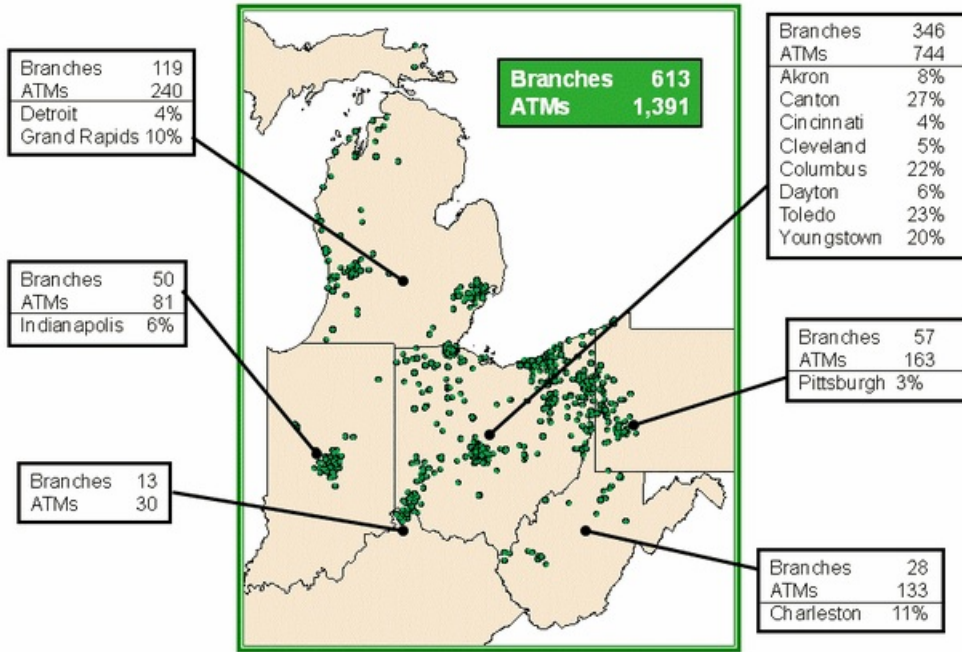 Branches 119
ATMs 240
Detroit 4%
Grand Rapids 10%
Branches 613
ATMs 1,391
Branches 346
ATMs 744
Akron 8%
Canton 27%
Cincinnati 4%
Cleveland 5%
Columbus 22%
Dayton 6%
Toledo 23%
Youngstown 20%
Branches 50
ATMs 81
Indianapolis 6%
Branches 57
ATMs 163
Pittsburgh 3%
Branches 13
ATMs 30
Branches 28
ATMs 133
Charleston 11%